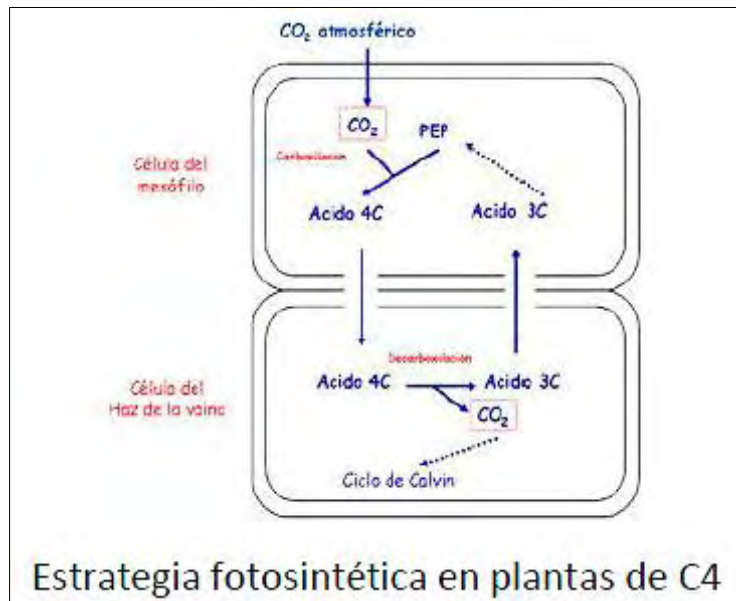 CO₂ atmosférico
CO₂
PEP
Carboxilacion
Célula del
mesófilo
Acido 4C
Acido 3C
Decarboxilacion
Acido 4C
Acido 3C
CO₂
Célula del
Haz de la vaina
Ciclo de Calvin
Estrategia fotosintética en plantas de C4